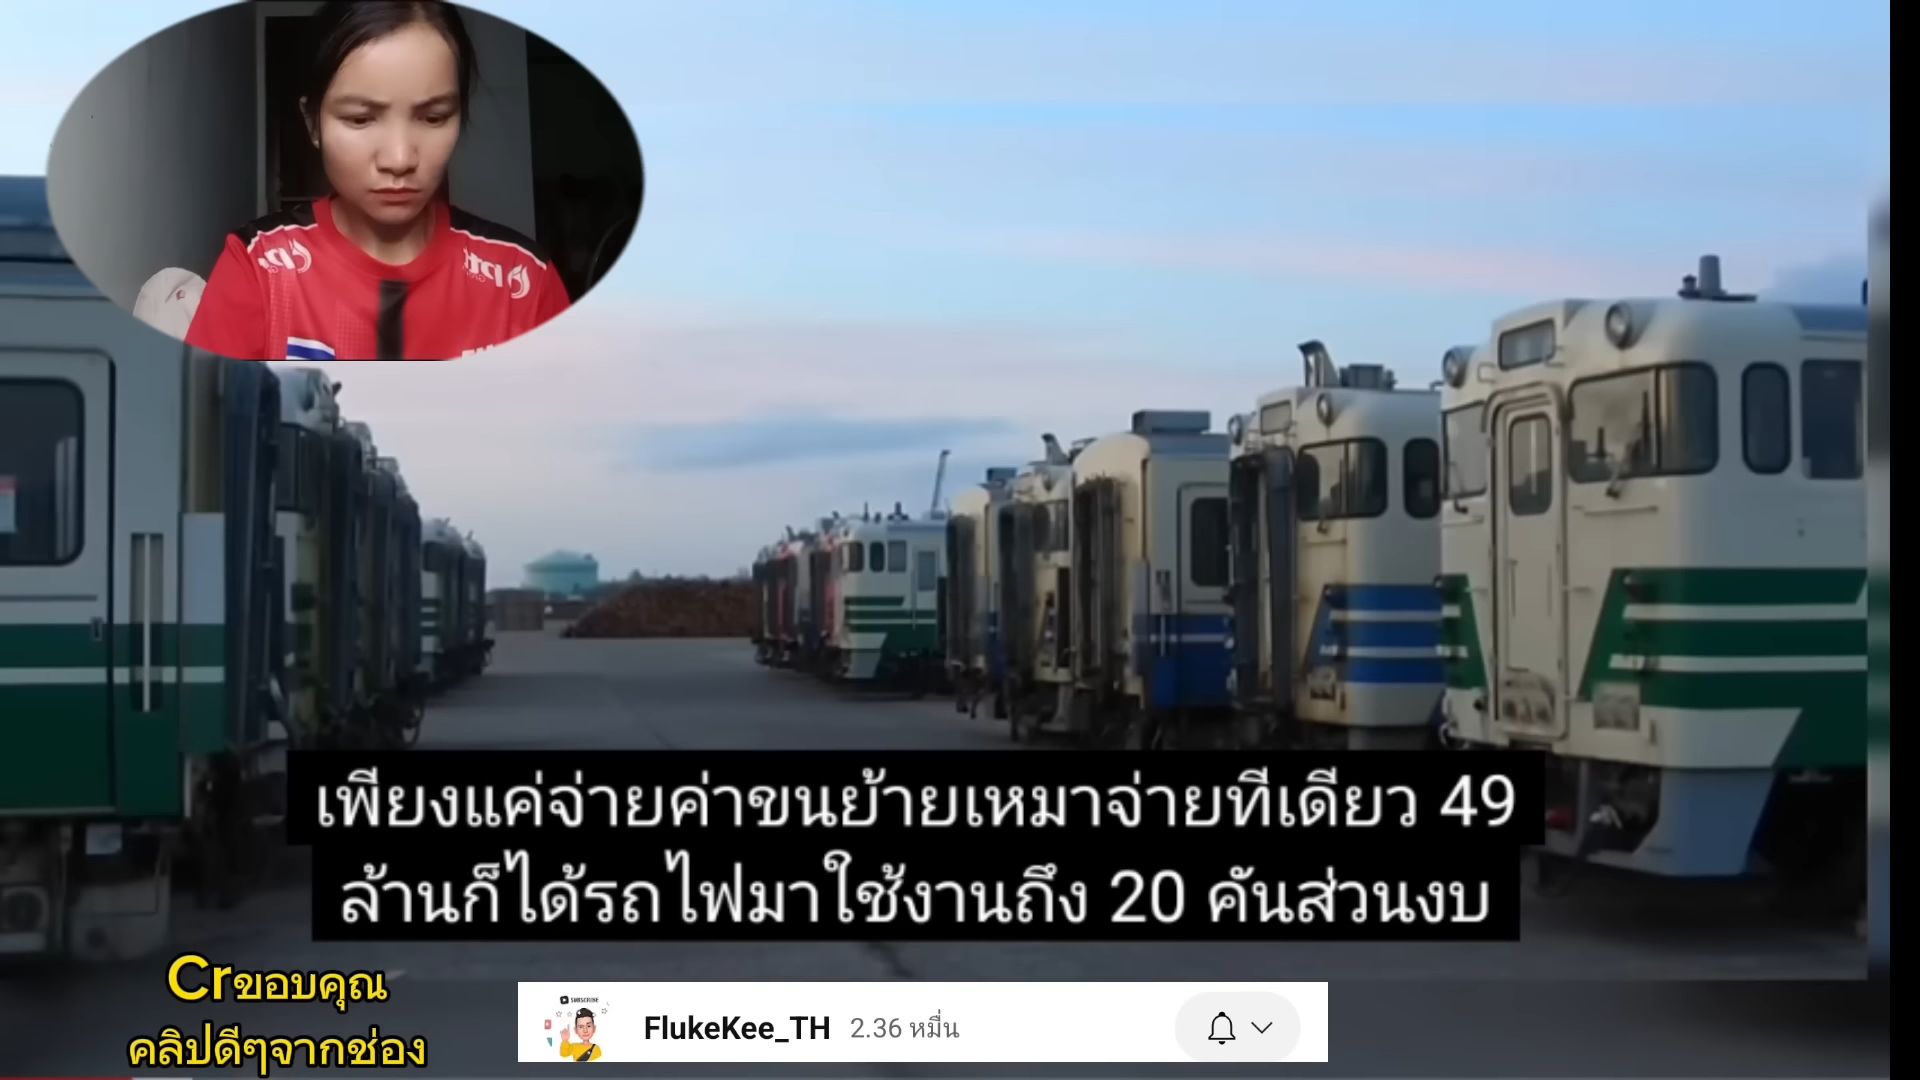 เพียงแค่จ่ายค่าขนย้ายเหมาจ่ายทีเดียว 49
ล้านก็ได้รถไฟมาใช้งานถึง 20 คันส่วนงบ
Crขอบคุณ
คลิปดีๆจากช่อง
SUBSCRIBE
FlukeKee_TH 2.36 หมื่น